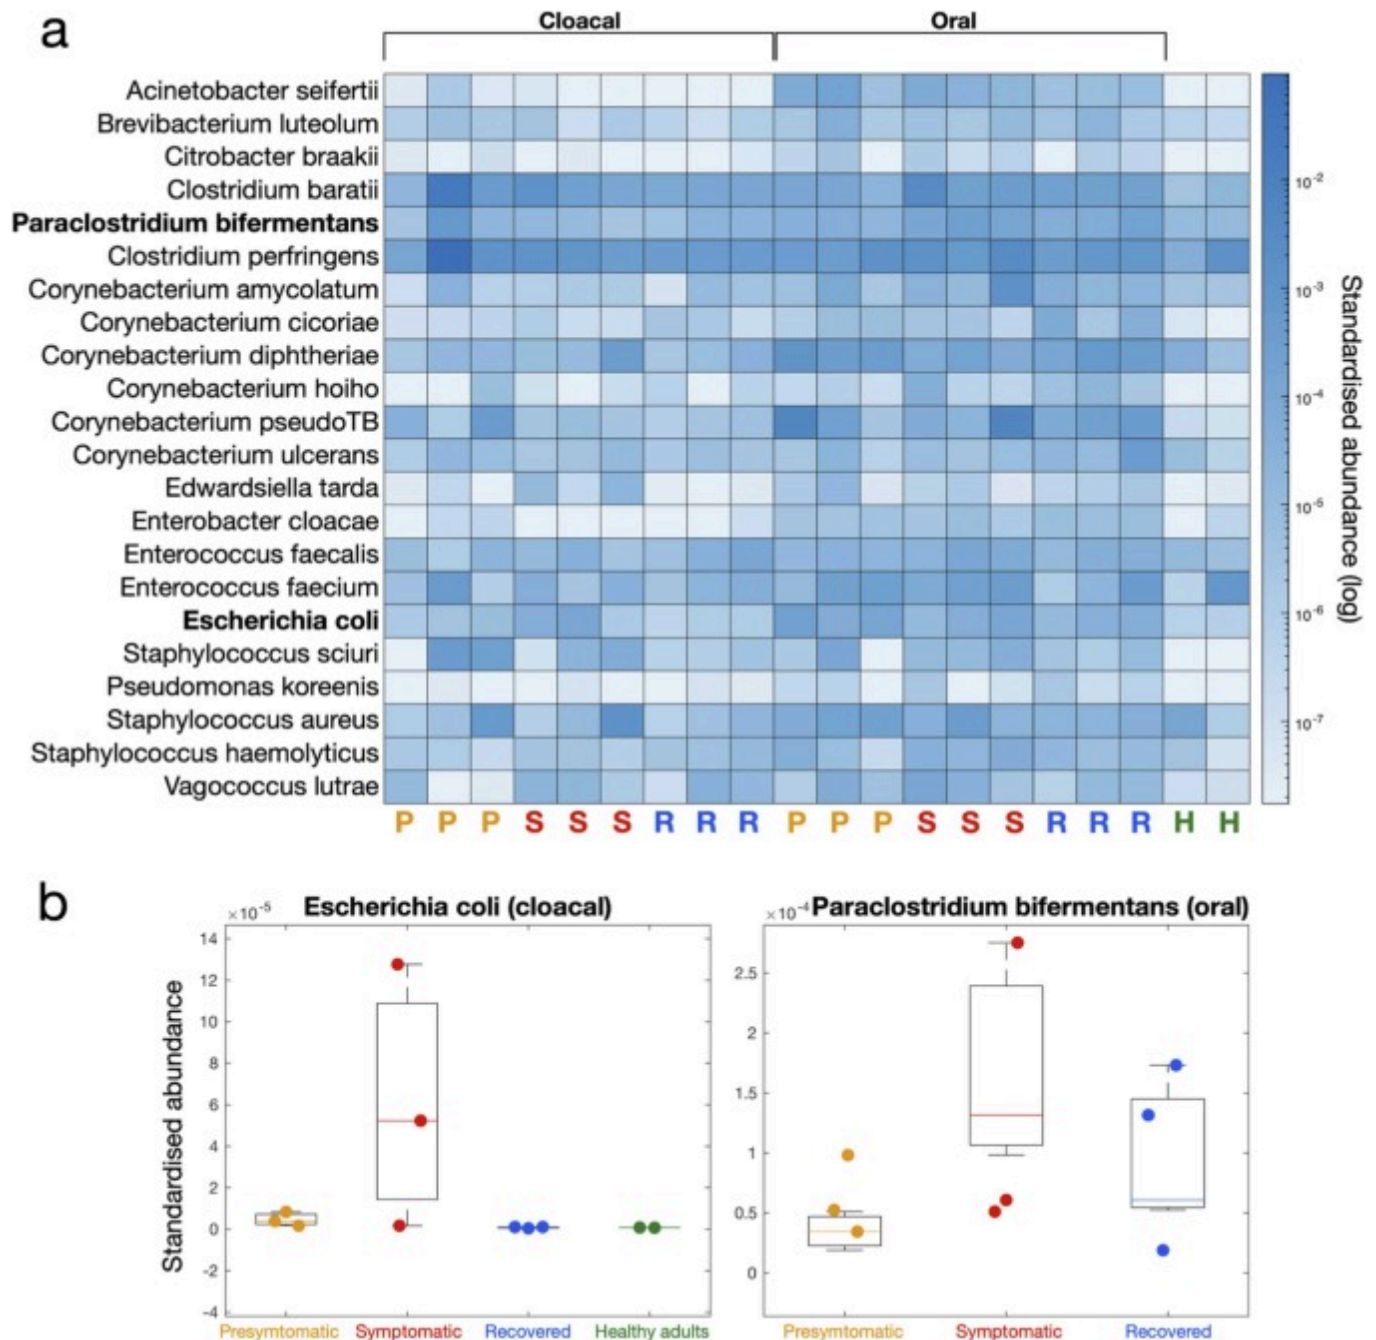 a
Cloacal Oral
Acinetobacter seifertii
Brevibacterium luteolum
Citrobacter braakii
Clostridium baratii
Paraclostridium bifermentans
Clostridium perfringens
Corynebacterium amycolatum
Corynebacterium cicoriae
Corynebacterium diphtheriae
Corynebacterium hoiho
Corynebacterium pseudoTB
Corynebacterium ulcerans
Edwardsiella tarda
Enterobacter cloacae
Enterococcus faecalis
Enterococcus faecium
Escherichia coli
Staphylococcus sciuri
Pseudomonas koreenis
Staphylococcus aureus
Staphylococcus haemolyticus
Vagococcus lutrae
P P P S S S R R R P P P S S S R R R H H
10-2
10-3
10-4
10-5
10-6
10-7
Standardised abundance (log)
b
×10-5 Escherichia coli (cloacal)
14
12
10
8
6
4
2
0
-2
-4
Standardised abundance
Presymtomatic Symptomatic Recovered Healthy adults
×10-4 Paraclostridium bifermentans (oral)
2.5
2
1.5
1
0.5
0
Presymtomatic Symptomatic Recovered